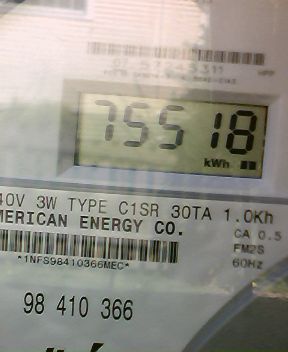 75518
kWh
40V 3W TYPE C1SR 30TA 1.0Kh
MERICAN ENERGY CO.
CA 0.5
FM2S
60Hz
*1NFS98410366MEC*
98 410 366